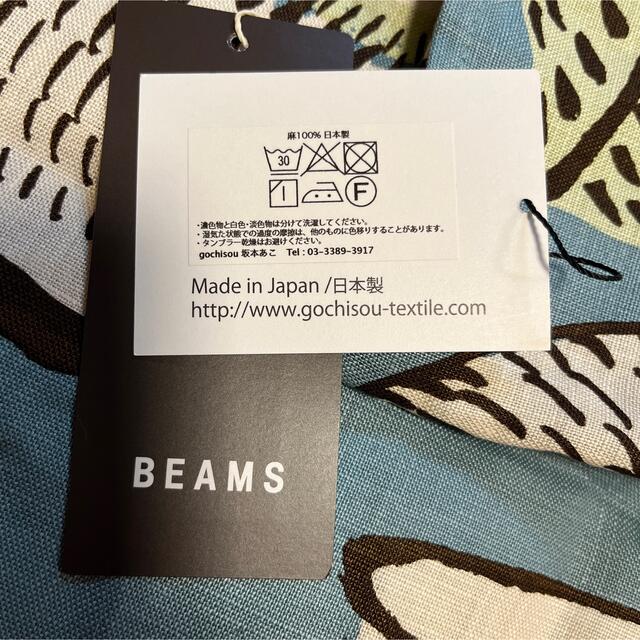 麻100% 日本製
30
F
・濃色物と白色・淡色物は分けて洗濯してください。
・湿気た状態での過度の摩擦は、他のものに色移りすることがあります。
・タンブラー乾燥はお避けください。
gochisou 坂本あこ Tel : 03-3389-3917
Made in Japan /日本製
http://www.gochisou-textile.com
BEAMS